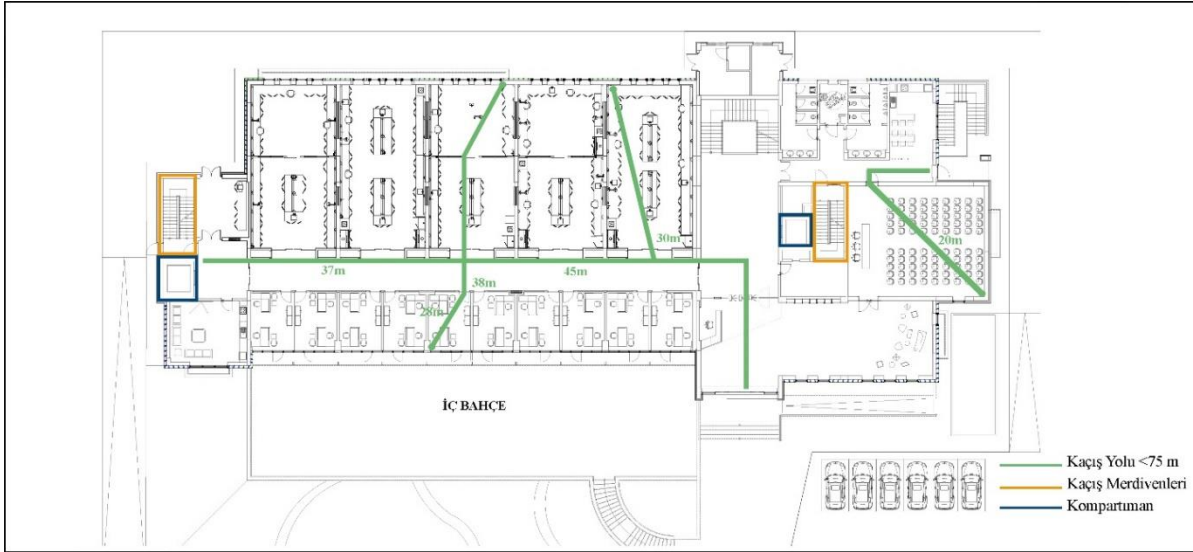 30m
20m
37m
45m
38m
28m
İÇ BAHÇE
Kaçış Yolu <75 m
Kaçış Merdivenleri
Kompartıman